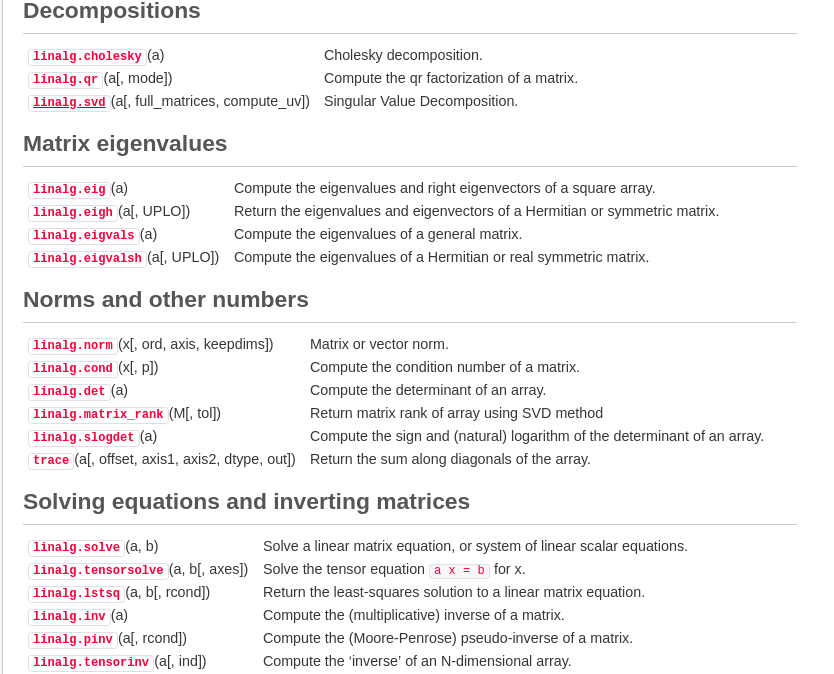 Decompositions
linalg.cholesky(a) Cholesky decomposition.
linalg.qr(a[, mode]) Compute the qr factorization of a matrix.
linalg.svd(a[, full_matrices, compute_uv]) Singular Value Decomposition.
Matrix eigenvalues
linalg.eig(a) Compute the eigenvalues and right eigenvectors of a square array.
linalg.eigh(a[, UPLO]) Return the eigenvalues and eigenvectors of a Hermitian or symmetric matrix.
linalg.eigvals(a) Compute the eigenvalues of a general matrix.
linalg.eigvalsh(a[, UPLO]) Compute the eigenvalues of a Hermitian or real symmetric matrix.
Norms and other numbers
linalg.norm(x[, ord, axis, keepdims]) Matrix or vector norm.
linalg.cond(x[, p]) Compute the condition number of a matrix.
linalg.det(a) Compute the determinant of an array.
linalg.matrix_rank(M[, tol]) Return matrix rank of array using SVD method
linalg.slogdet(a) Compute the sign and (natural) logarithm of the determinant of an array.
trace(a[, offset, axis1, axis2, dtype, out]) Return the sum along diagonals of the array.
Solving equations and inverting matrices
linalg.solve(a, b) Solve a linear matrix equation, or system of linear scalar equations.
linalg.tensorsolve(a, b[, axes]) Solve the tensor equation a x = b for x.
linalg.lstsq(a, b[, rcond]) Return the least-squares solution to a linear matrix equation.
linalg.inv(a) Compute the (multiplicative) inverse of a matrix.
linalg.pinv(a[, rcond]) Compute the (Moore-Penrose) pseudo-inverse of a matrix.
linalg.tensorinv(a[, ind]) Compute the ‘inverse’ of an N-dimensional array.